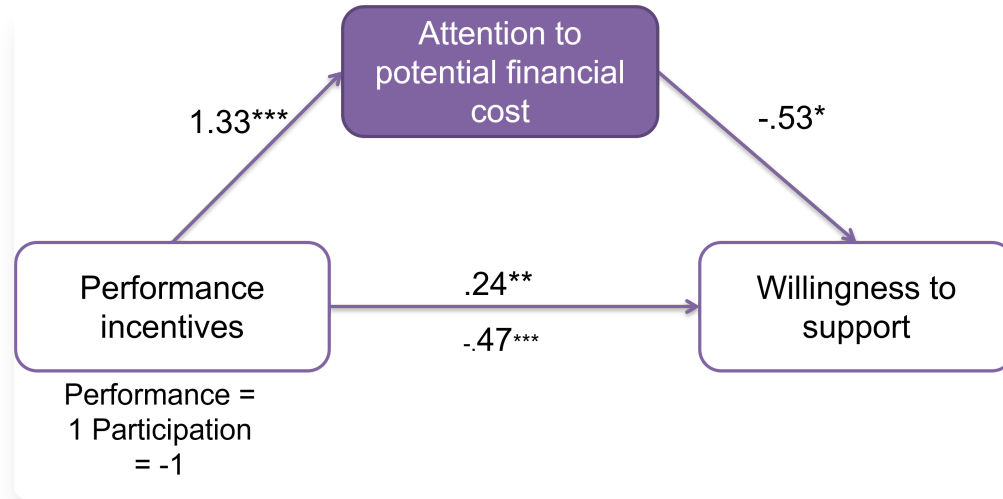 Attention to
potential financial
cost
1.33***
-.53*
Performance
incentives
.24**
-.47***
Willingness to
support
Performance =
1 Participation
= -1